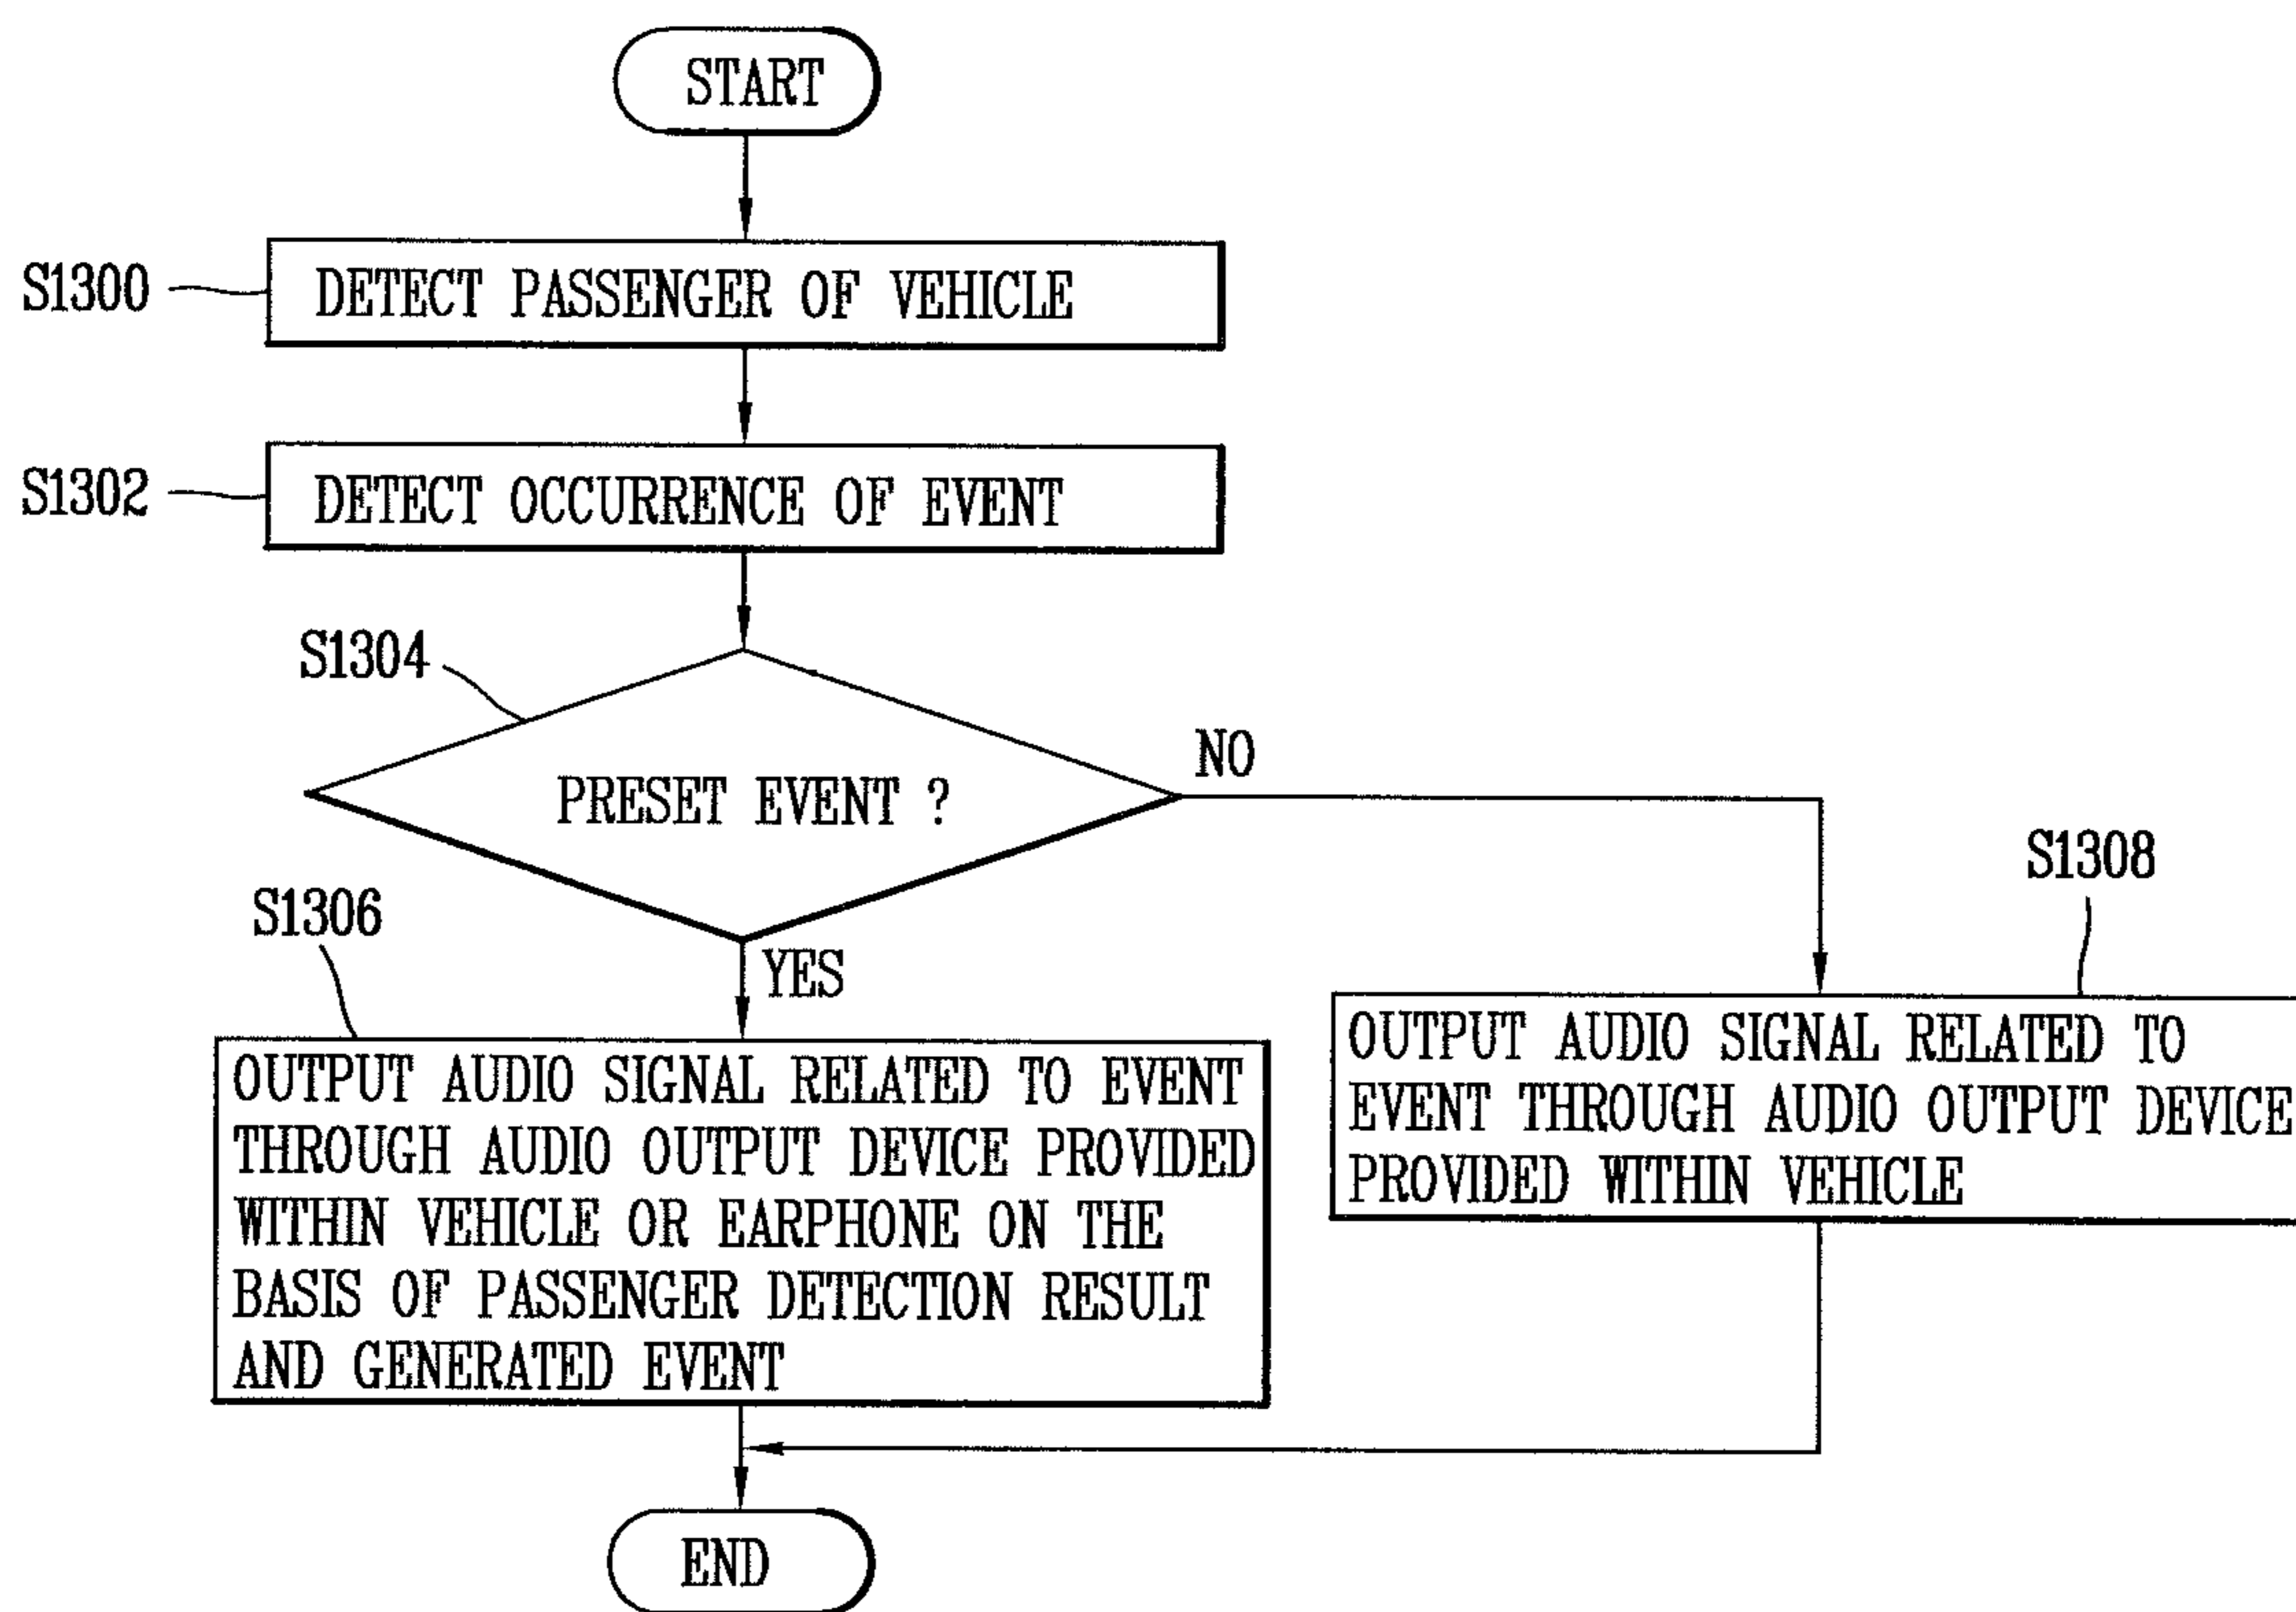 START
S1300
DETECT PASSENGER OF VEHICLE
S1302
DETECT OCCURRENCE OF EVENT
S1304
PRESET EVENT ?
NO
YES
S1306
OUTPUT AUDIO SIGNAL RELATED TO EVENT
THROUGH AUDIO OUTPUT DEVICE PROVIDED
WITHIN VEHICLE OR EARPHONE ON THE
BASIS OF PASSENGER DETECTION RESULT
AND GENERATED EVENT
S1308
OUTPUT AUDIO SIGNAL RELATED TO
EVENT THROUGH AUDIO OUTPUT DEVICE
PROVIDED WITHIN VEHICLE
END